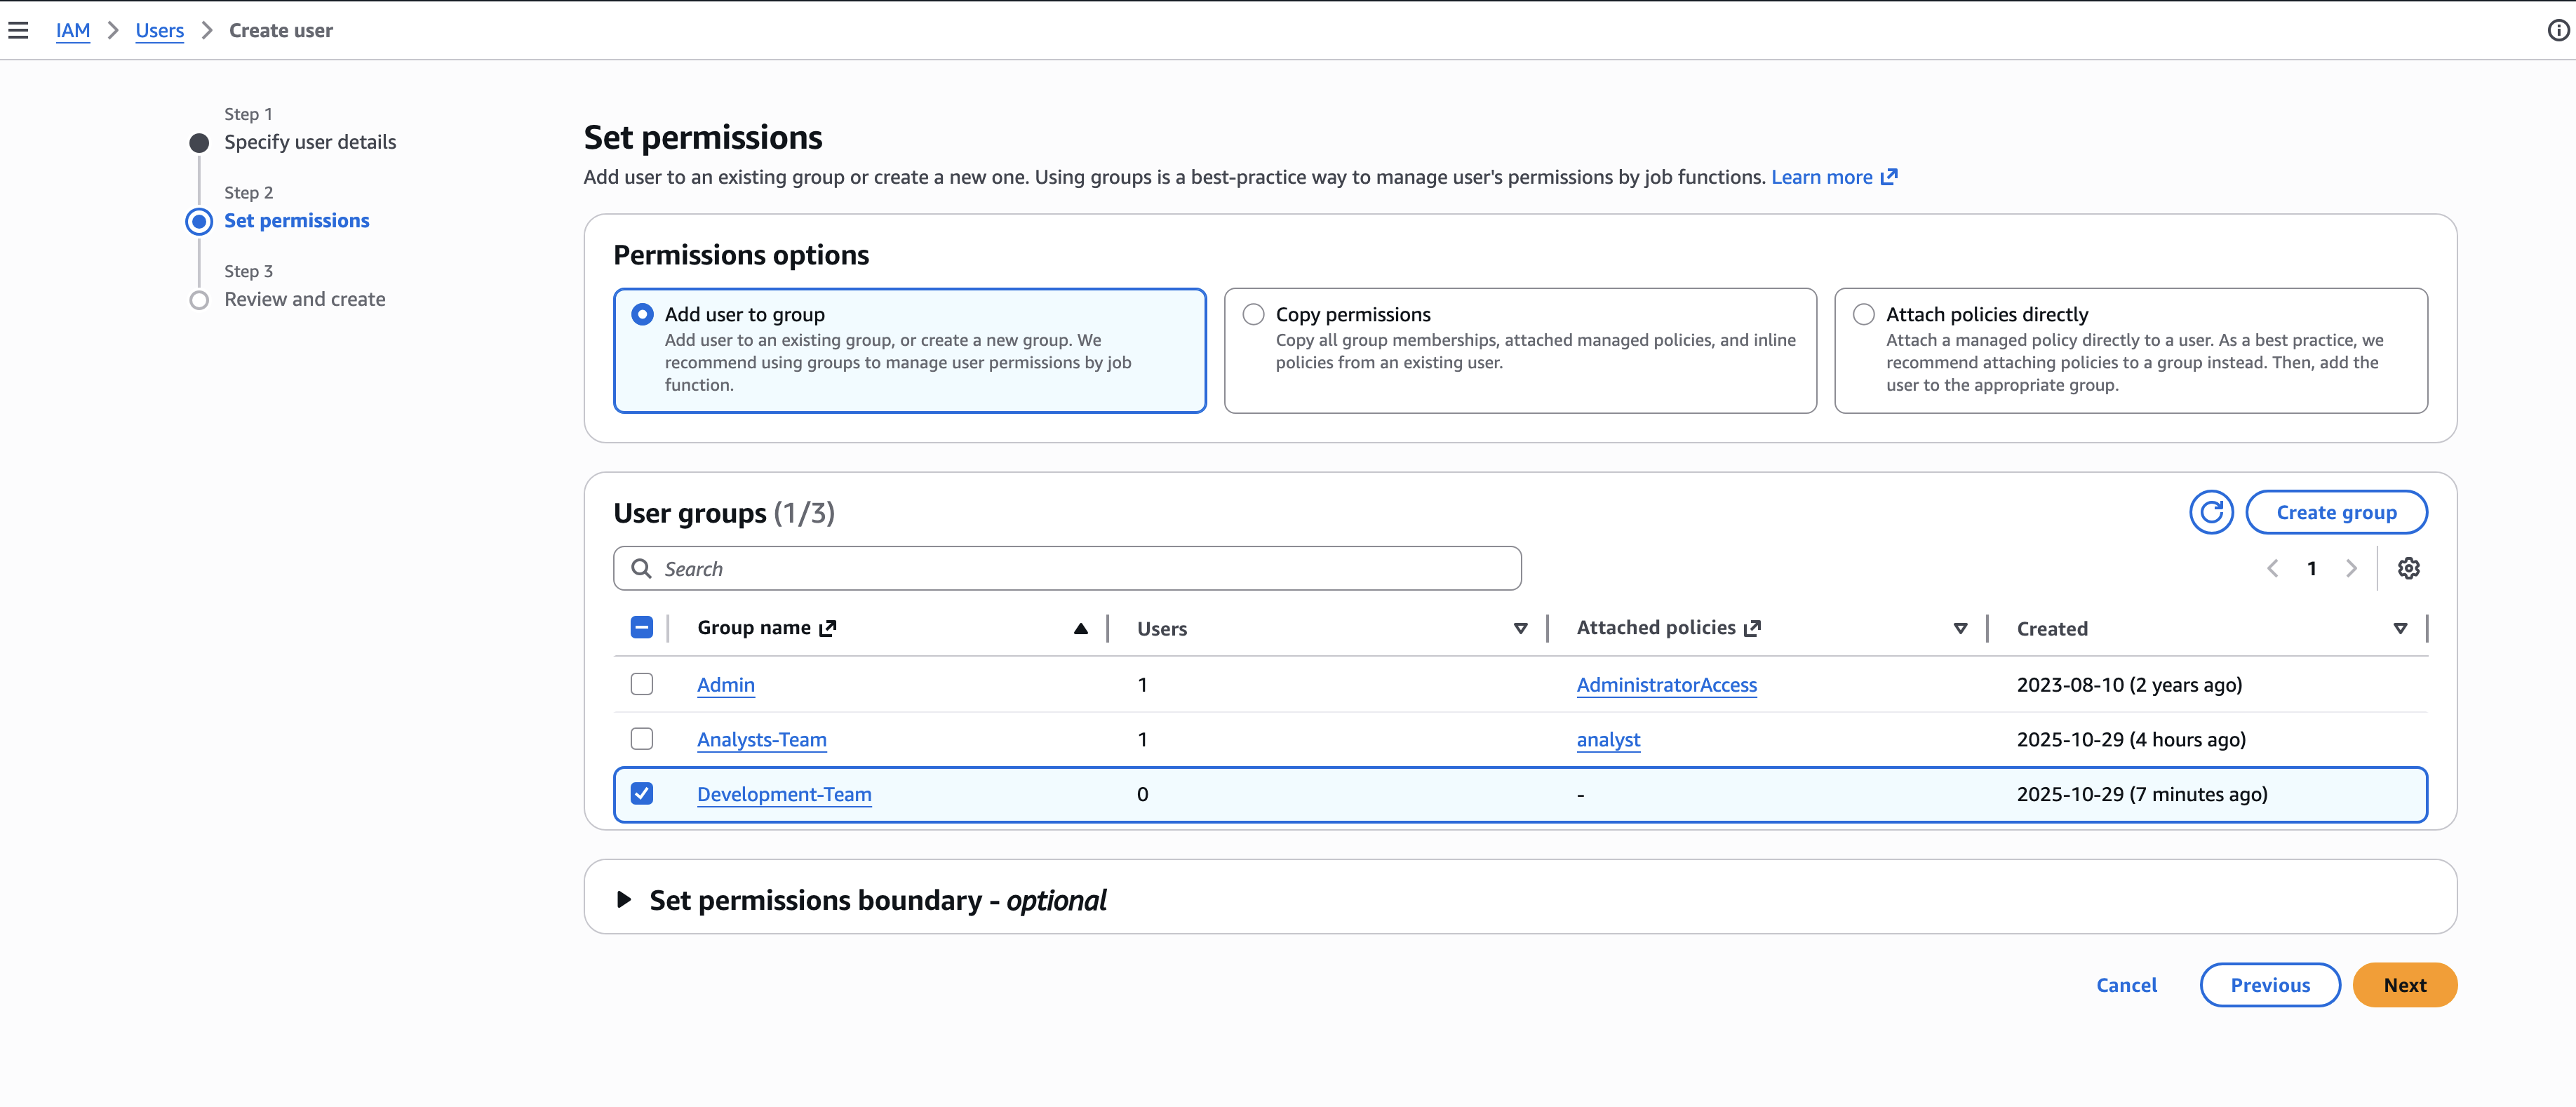 IAM > Users > Create user
Step 1
Specify user details
Step 2
Set permissions
Step 3
Review and create
Set permissions
Add user to an existing group or create a new one. Using groups is a best-practice way to manage user's permissions by job functions. Learn more
Permissions options
Add user to group
Add user to an existing group, or create a new group. We
recommend using groups to manage user permissions by job
function.
Copy permissions
Copy all group memberships, attached managed policies, and inline
policies from an existing user.
Attach policies directly
Attach a managed policy directly to a user. As a best practice, we
recommend attaching policies to a group instead. Then, add the
user to the appropriate group.
User groups (1/3)
Create group
Search
1
Group name Users Attached policies Created
Admin 1 AdministratorAccess 2023-08-10 (2 years ago)
Analysts-Team 1 analyst 2025-10-29 (4 hours ago)
Development-Team 0 - 2025-10-29 (7 minutes ago)
Set permissions boundary - optional
Cancel Previous Next